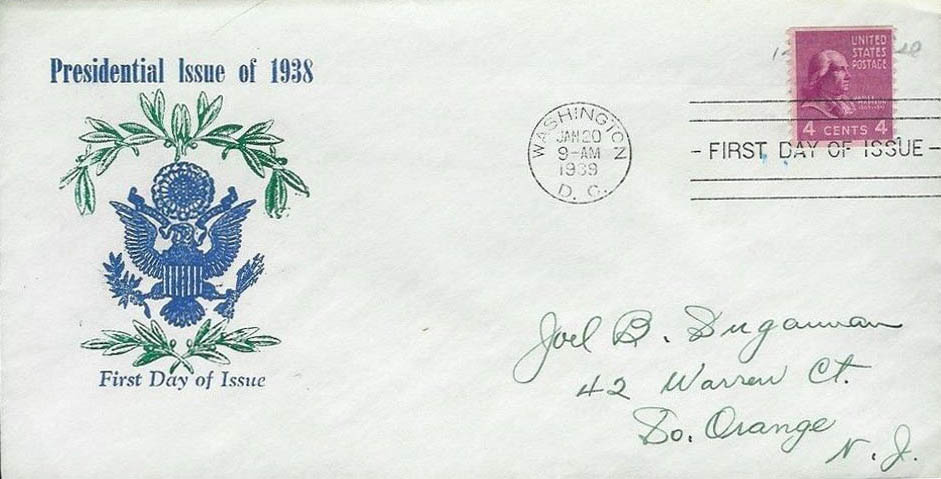 Presidential Issue of 1938
First Day of Issue
WASHINGTON
JAN 20
9-AM
1939
D. C.
UNITED
STATES
POSTAGE
4 CENTS 4
- FIRST DAY OF ISSUE -
Joel B.
42 Warren Ct.
So. Orange
N. J.